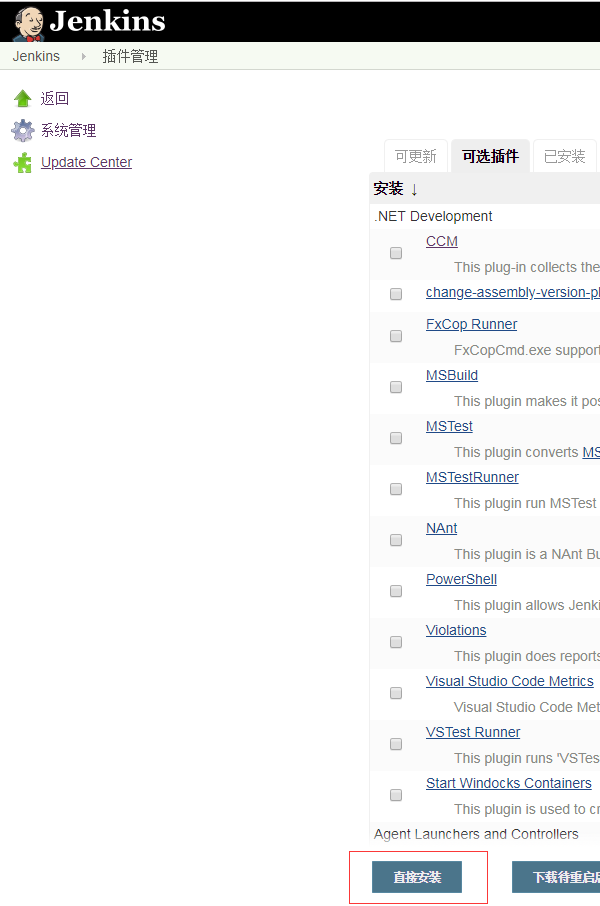 Jenkins
Jenkins 插件管理
返回
系统管理
Update Center
可更新 可选插件 已安装
安装 ↓
.NET Development
CCM
This plug-in collects the
change-assembly-version-pl
FxCop Runner
FxCopCmd.exe support
MSBuild
This plugin makes it pos
MSTest
This plugin converts MS
MSTestRunner
This plugin run MSTest
NAnt
This plugin is a NAnt Bu
PowerShell
This plugin allows Jenki
Violations
This plugin does reports
Visual Studio Code Metrics
Visual Studio Code Met
VSTest Runner
This plugin runs 'VSTes
Start Windocks Containers
This plugin is used to cr
Agent Launchers and Controllers
直接安装 下载待重启后